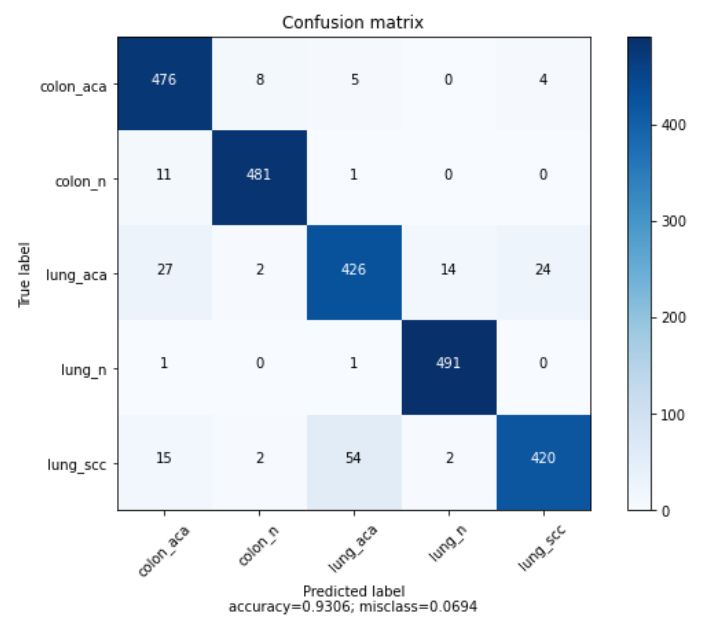 Confusion matrix
colon_aca 476 8 5 0 4
colon_n 11 481 1 0 0
lung_aca 27 2 426 14 24
lung_n 1 0 1 491 0
lung_scc 15 2 54 2 420
True label
colon_aca colon_n lung_aca lung_n lung_scc
Predicted label
accuracy=0.9306; misclass=0.0694
400
300
200
100
0